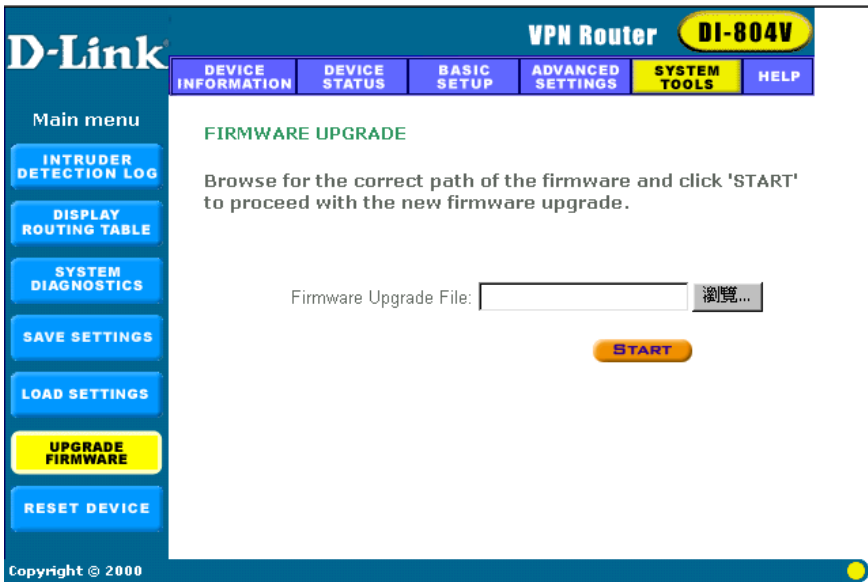 D-Link
VPN Router DI-804V
DEVICE INFORMATION
DEVICE STATUS
BASIC SETUP
ADVANCED SETTINGS
SYSTEM TOOLS
HELP
Main menu
INTRUDER
DETECTION LOG
DISPLAY
ROUTING TABLE
SYSTEM
DIAGNOSTICS
SAVE SETTINGS
LOAD SETTINGS
UPGRADE
FIRMWARE
RESET DEVICE
FIRMWARE UPGRADE
Browse for the correct path of the firmware and click 'START'
to proceed with the new firmware upgrade.
Firmware Upgrade File: 瀏覽...
START
Copyright © 2000